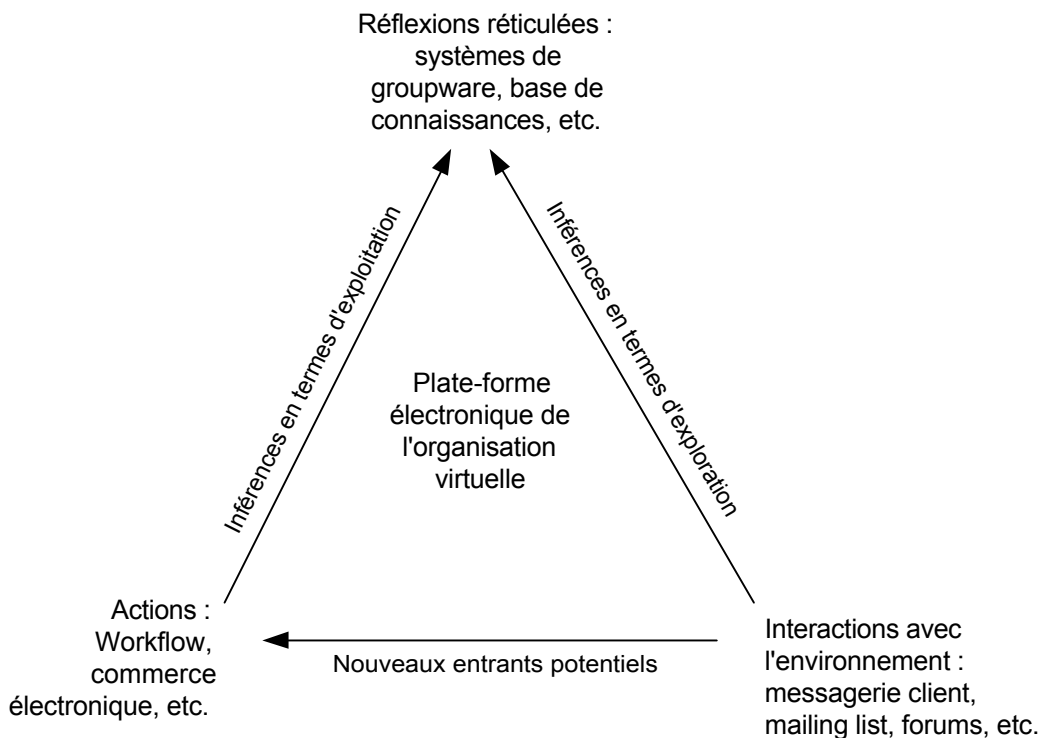 Réflexions réticulées :
systèmes de
groupware, base de
connaissances, etc.
Inférences en termes d'exploitation
Inférences en termes d'exploration
Plate-forme
électronique de
l'organisation
virtuelle
Actions :
Workflow,
commerce
électronique, etc.
Nouveaux entrants potentiels
Interactions avec
l'environnement :
messagerie client,
mailing list, forums, etc.